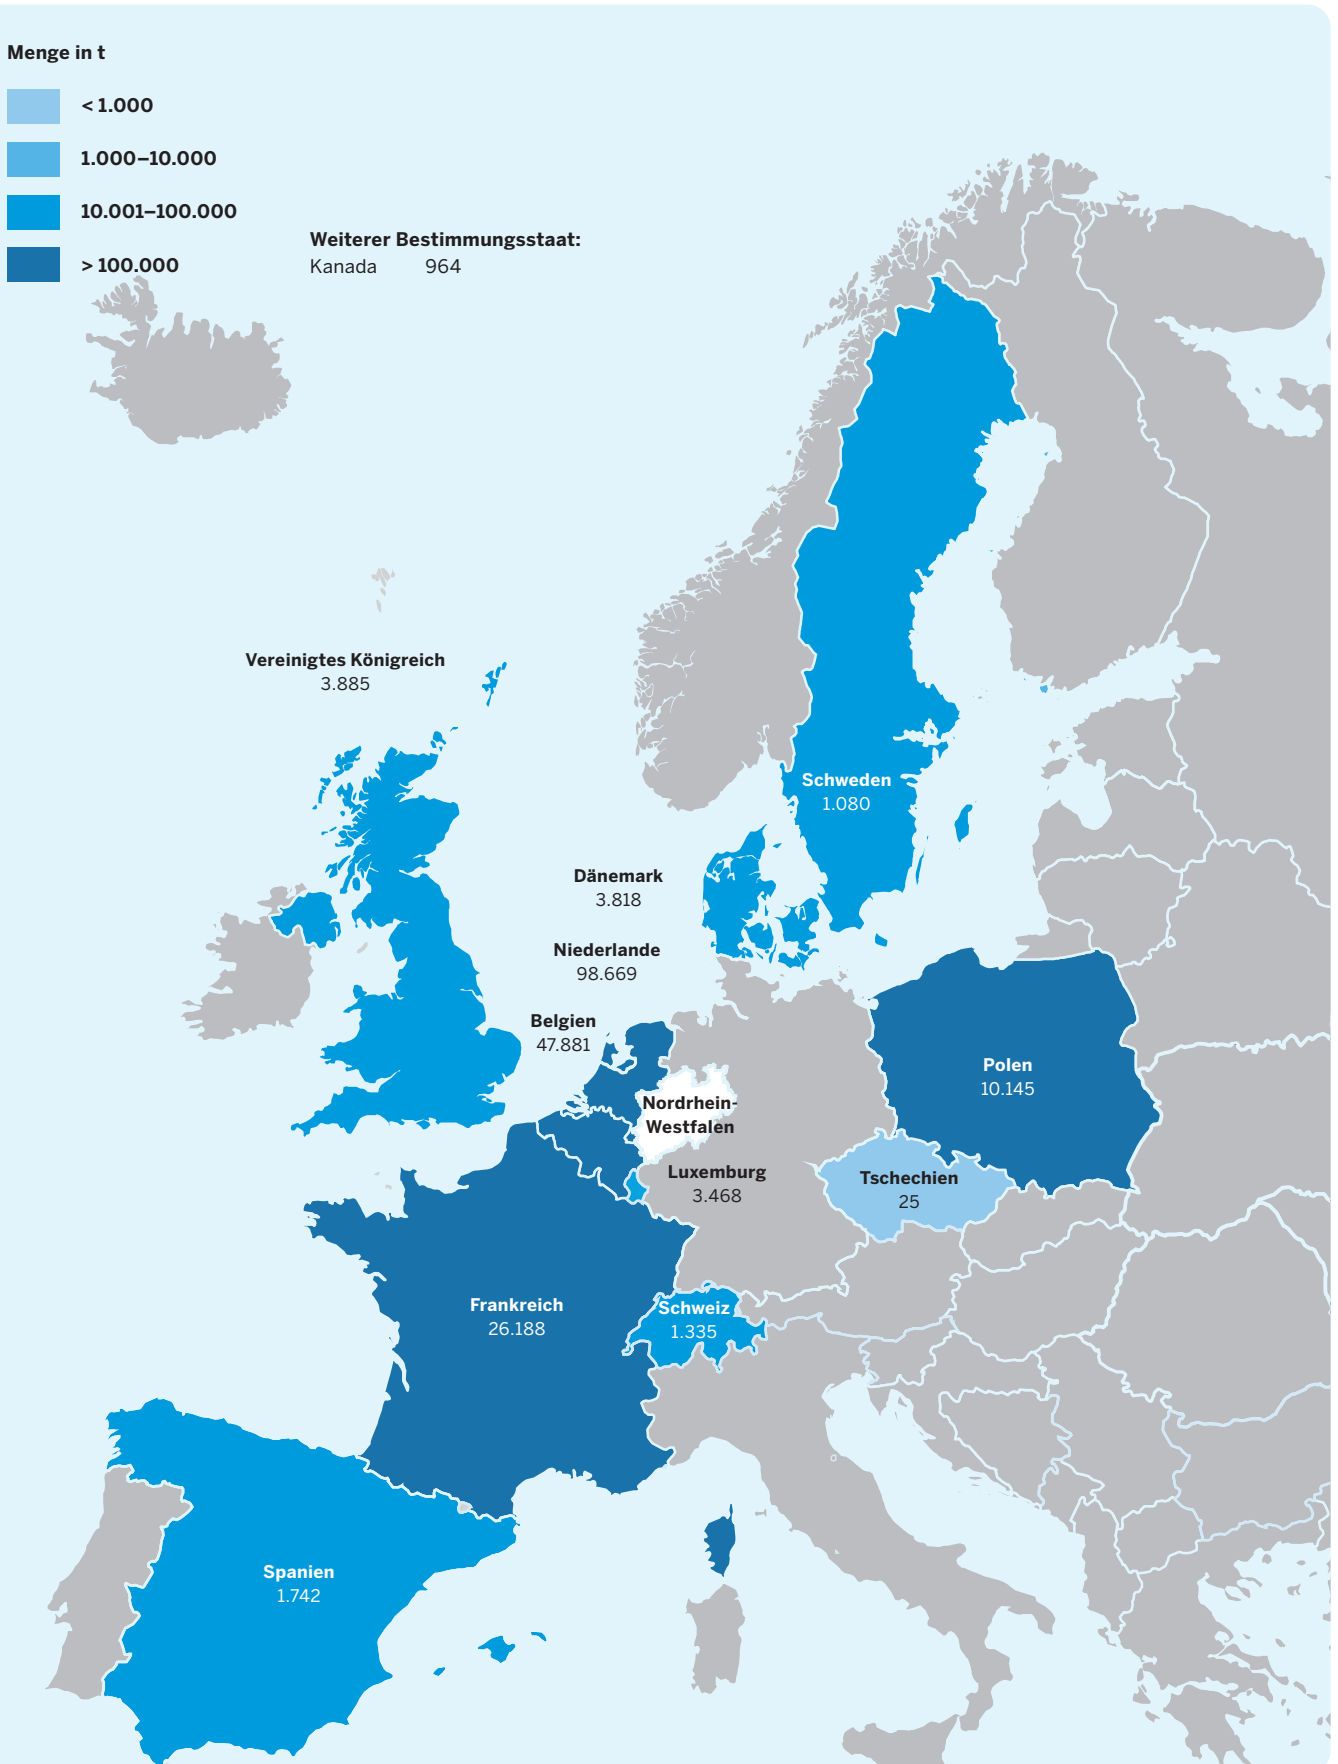 Menge in t
< 1.000
1.000–10.000
10.001–100.000
> 100.000
Weiterer Bestimmungsstaat:
Kanada 964
Vereinigtes Königreich
3.885
Schweden
1.080
Dänemark
3.818
Niederlande
98.669
Belgien
47.881
Polen
10.145
Nordrhein-
Westfalen
Luxemburg
3.468
Tschechien
25
Frankreich
26.188
Schweiz
1.335
Spanien
1.742